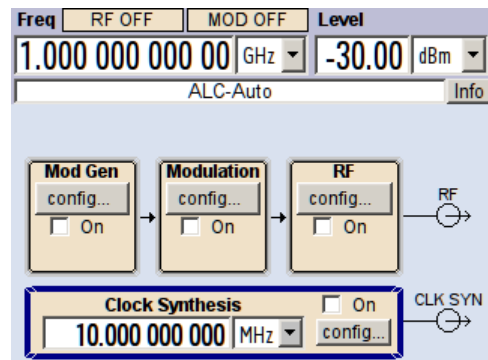 Freq RF OFF MOD OFF Level
1.000 000 000 00 GHz -30.00 dBm
ALC-Auto Info
Mod Gen Modulation RF
config... config... config... RF
On On On
Clock Synthesis On CLK SYN
10.000 000 000 MHz config...